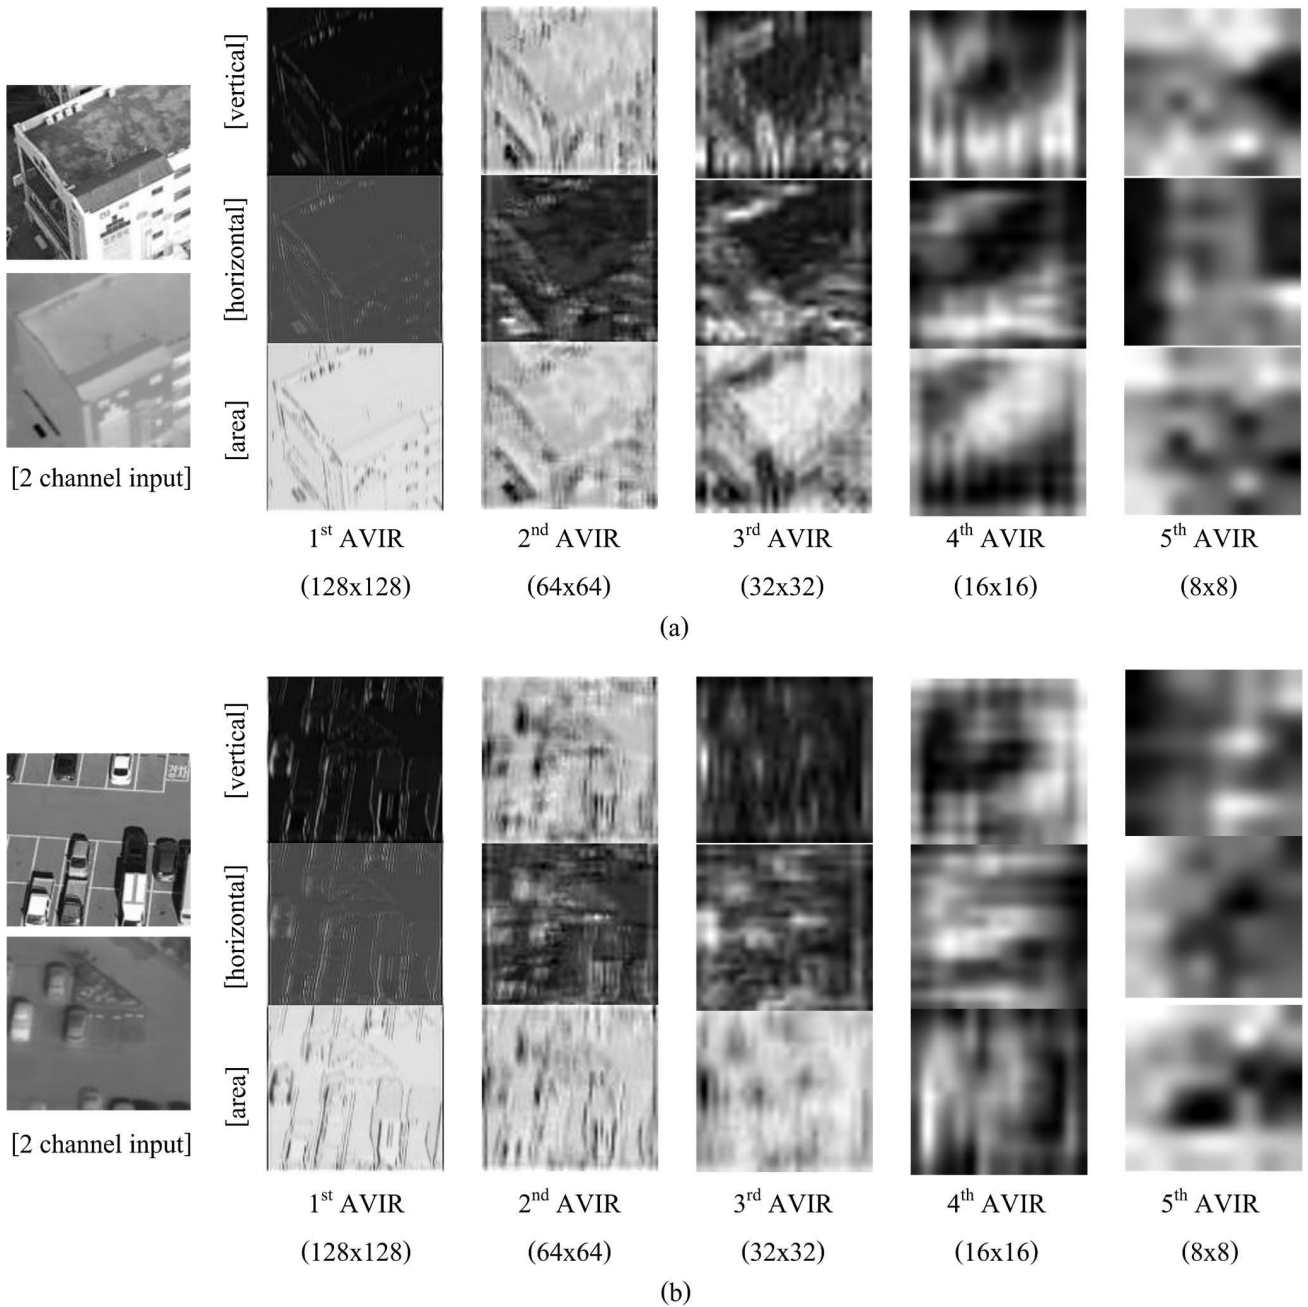 [vertical]
[horizontal]
[area]
[2 channel input]
1st AVIR 2nd AVIR 3rd AVIR 4th AVIR 5th AVIR
(128x128) (64x64) (32x32) (16x16) (8x8)
(a)
[vertical]
[horizontal]
[area]
[2 channel input]
1st AVIR 2nd AVIR 3rd AVIR 4th AVIR 5th AVIR
(128x128) (64x64) (32x32) (16x16) (8x8)
(b)